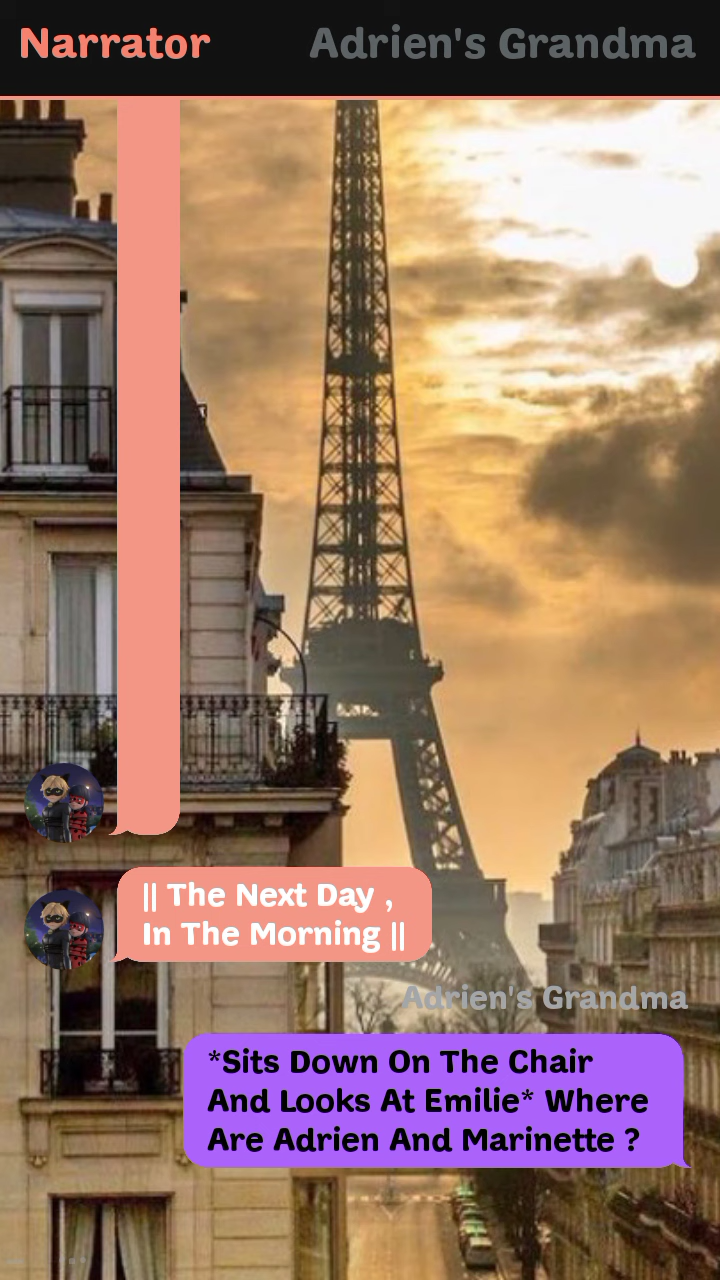 Narrator
Adrien's Grandma
|| The Next Day ,
In The Morning ||
Adrien's Grandma
*Sits Down On The Chair
And Looks At Emilie* Where
Are Adrien And Marinette ?